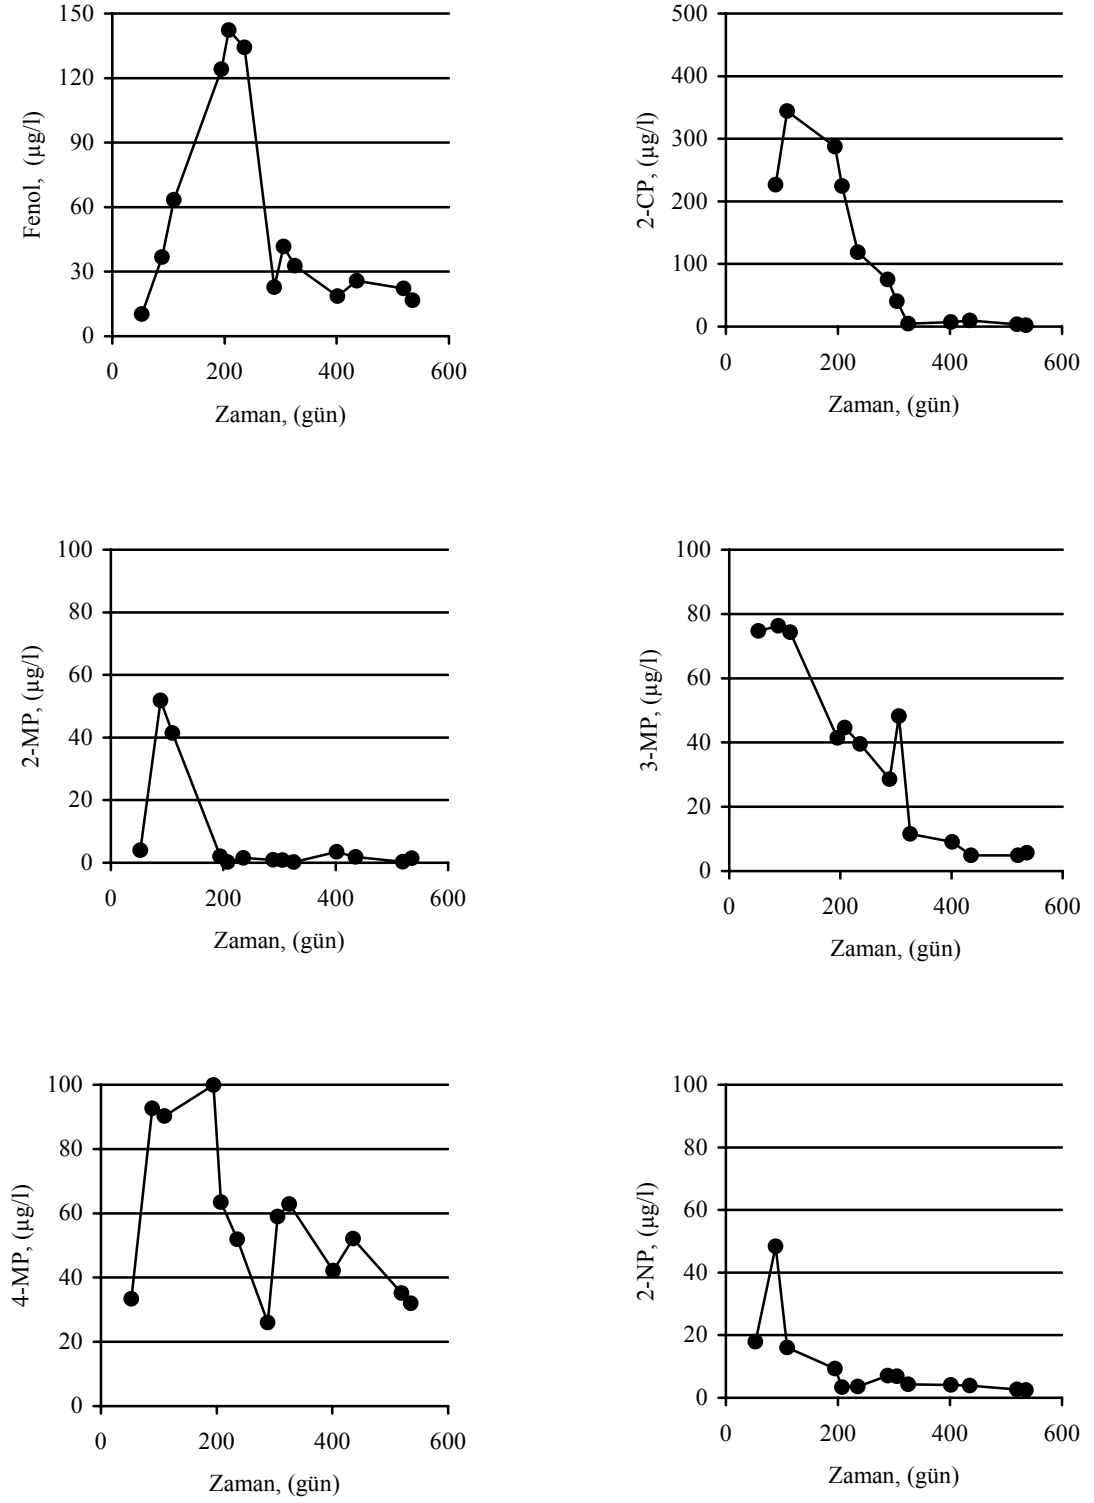 150
120
90
60
30
0
0 200 400 600
Fenol, (µg/l)
Zaman, (gün)
500
400
300
200
100
0
0 200 400 600
2-CP, (µg/l)
Zaman, (gün)
100
80
60
40
20
0
0 200 400 600
2-MP, (µg/l)
Zaman, (gün)
100
80
60
40
20
0
0 200 400 600
3-MP, (µg/l)
Zaman, (gün)
100
80
60
40
20
0
0 200 400 600
4-MP, (µg/l)
Zaman, (gün)
100
80
60
40
20
0
0 200 400 600
2-NP, (µg/l)
Zaman, (gün)